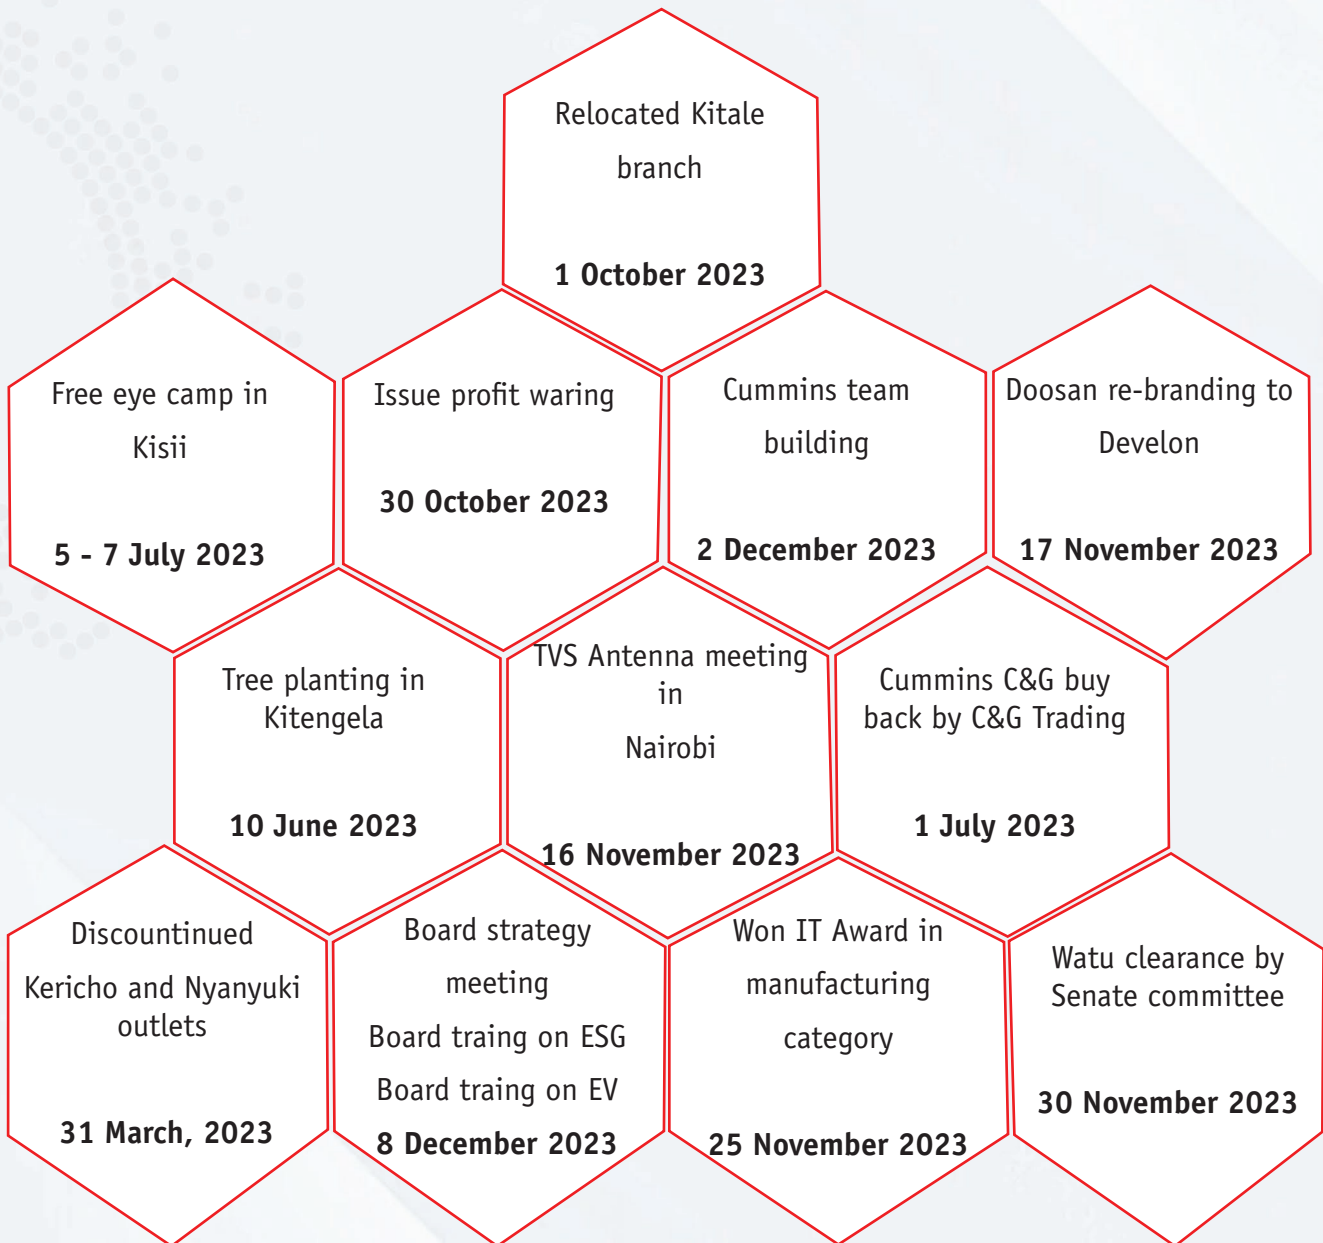 Relocated Kitale
branch
1 October 2023
Free eye camp in
Kisii
5 - 7 July 2023
Issue profit waring
30 October 2023
Cummins team
building
2 December 2023
Doosan re-branding to
Develon
17 November 2023
Tree planting in
Kitengela
10 June 2023
TVS Antenna meeting
in
Nairobi
16 November 2023
Cummins C&G buy
back by C&G Trading
1 July 2023
Discountinued
Kericho and Nyanyuki
outlets
31 March, 2023
Board strategy
meeting
Board traing on ESG
Board traing on EV
8 December 2023
Won IT Award in
manufacturing
category
25 November 2023
Watu clearance by
Senate committee
30 November 2023